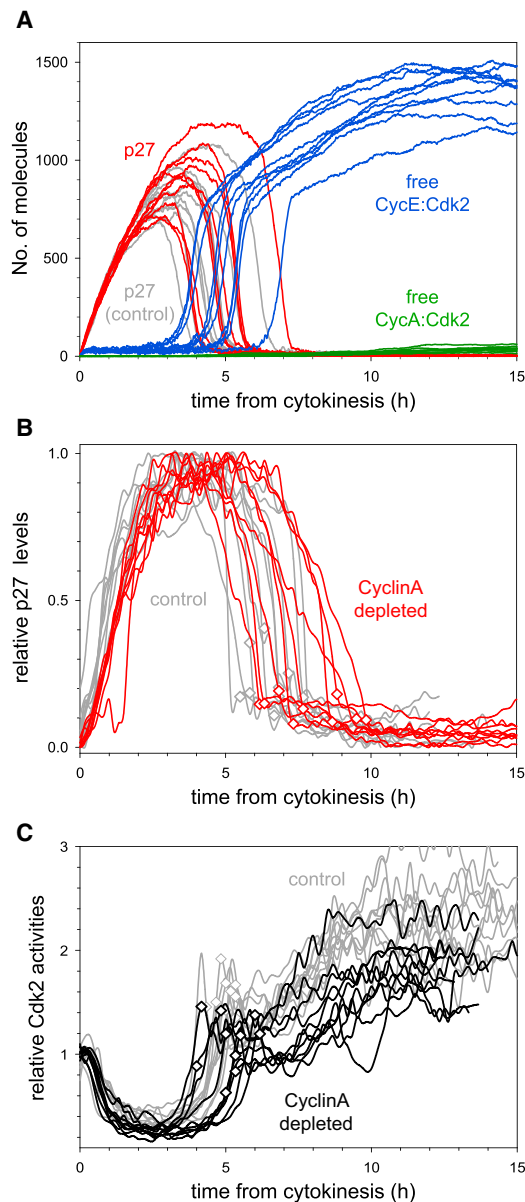 A
1500
1000
500
0
No. of molecules
p27
p27
(control)
free
CycE:Cdk2
free
CycA:Cdk2
0
5
10
15
time from cytokinesis (h)
B
1.0
0.5
0.0
relative p27 levels
control
CyclinA
depleted
0
5
10
15
time from cytokinesis (h)
C
3
2
1
relative Cdk2 activities
control
CyclinA
depleted
0
5
10
15
time from cytokinesis (h)